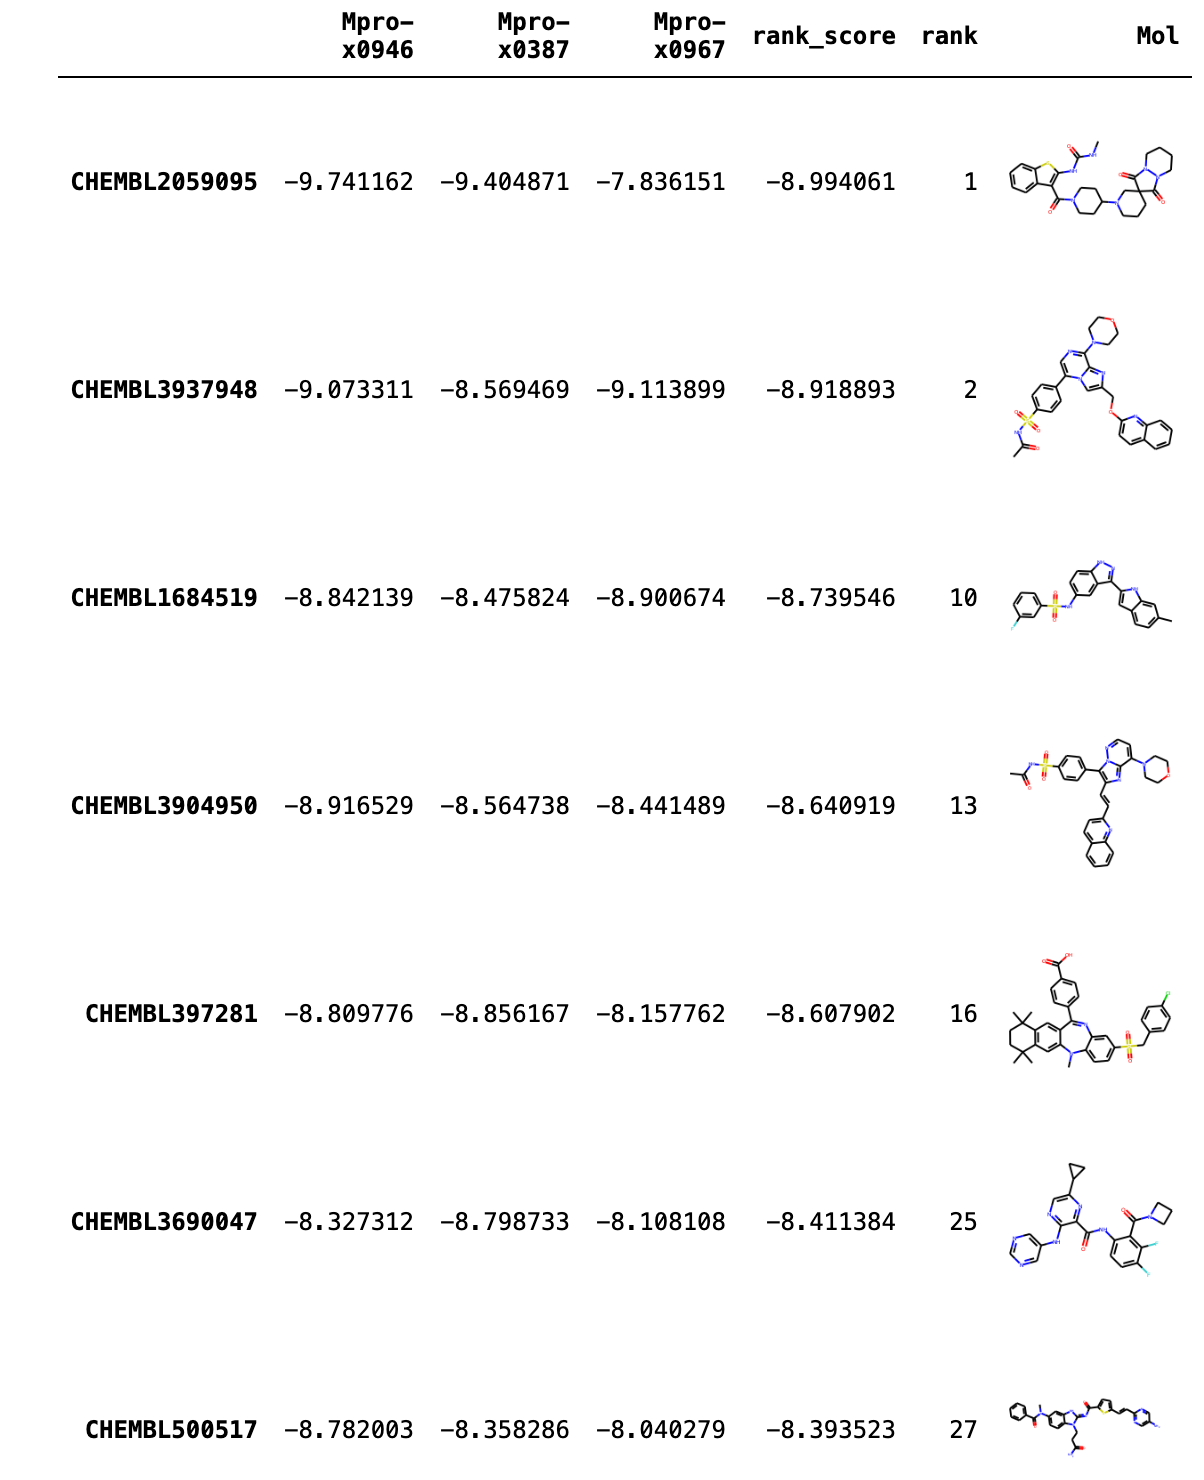 Mpro- Mpro- Mpro-
x0946 x0387 x0967 rank_score rank Mol
CHEMBL2059095 -9.741162 -9.404871 -7.836151 -8.994061 1
CHEMBL3937948 -9.073311 -8.569469 -9.113899 -8.918893 2
CHEMBL1684519 -8.842139 -8.475824 -8.900674 -8.739546 10
CHEMBL3904950 -8.916529 -8.564738 -8.441489 -8.640919 13
CHEMBL397281 -8.809776 -8.856167 -8.157762 -8.607902 16
CHEMBL3690047 -8.327312 -8.798733 -8.108108 -8.411384 25
CHEMBL500517 -8.782003 -8.358286 -8.040279 -8.393523 27